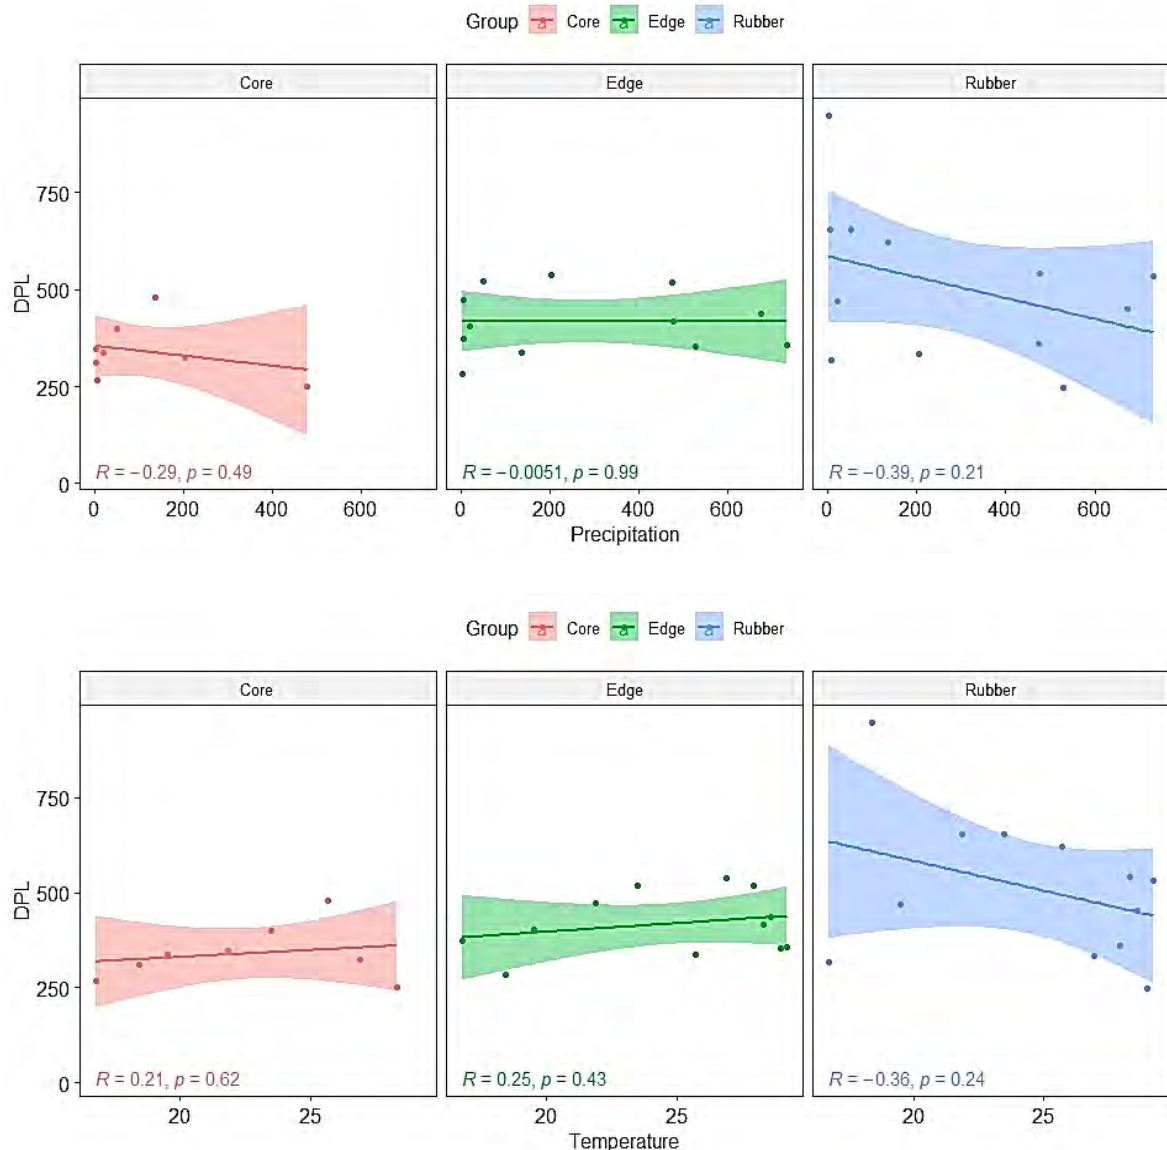 Group a Core a Edge a Rubber
Core Edge Rubber
750
500
250
0
DPL
R = −0.29, p = 0.49 R = −0.0051, p = 0.99 R = −0.39, p = 0.21
0 200 400 600 0 200 400 600 0 200 400 600
Precipitation
Group a Core a Edge a Rubber
Core Edge Rubber
750
500
250
0
DPL
R = 0.21, p = 0.62 R = 0.25, p = 0.43 R = −0.36, p = 0.24
20 25 20 25 20 25
Temperature